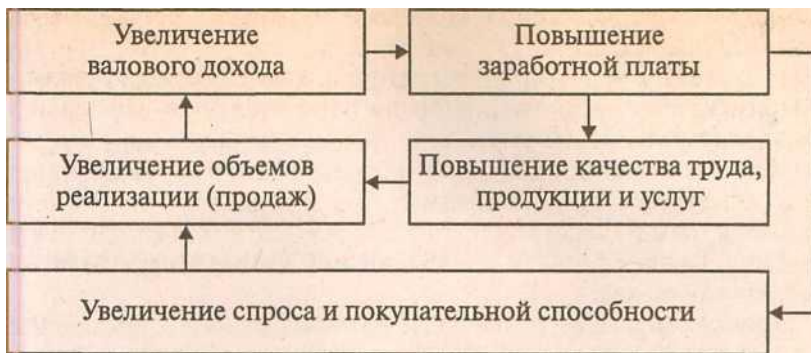 Увеличение
валового дохода
Повышение
заработной платы
Увеличение объемов
реализации (продаж)
Повышение качества труда,
продукции и услуг
Увеличение спроса и покупательной способности